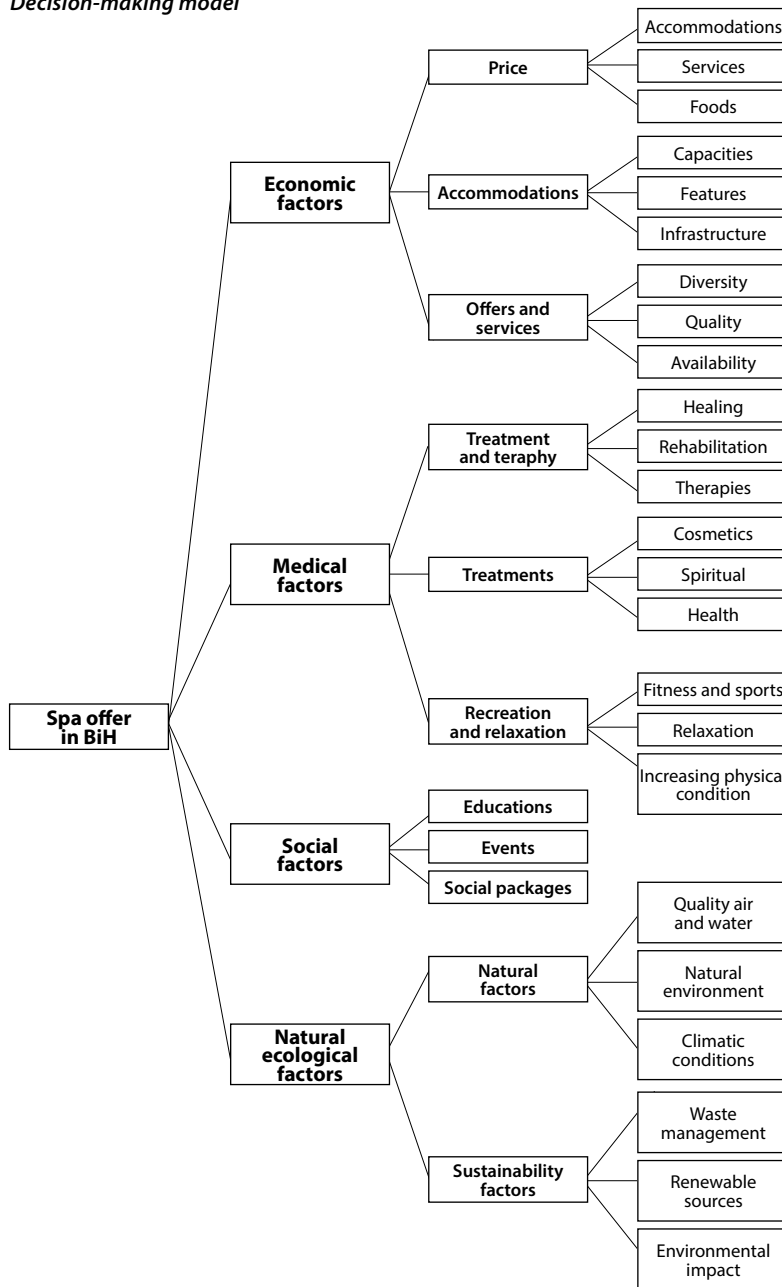 Decision-making model
Accommodations
Price
Services
Foods
Capacities
Economic
factors
Accommodations
Features
Infrastructure
Diversity
Offers and
services
Quality
Availability
Healing
Treatment
and teraphy
Rehabilitation
Therapies
Cosmetics
Medical
factors
Treatments
Spiritual
Health
Fitness and sports
Spa offer
in BiH
Recreation
and relaxation
Relaxation
Increasing physica
condition
Educations
Social
factors
Events
Social packages
Quality air
and water
Natural
factors
Natural
environment
Climatic
conditions
Natural
ecological
factors
Waste
management
Sustainability
factors
Renewable
sources
Environmental
impact